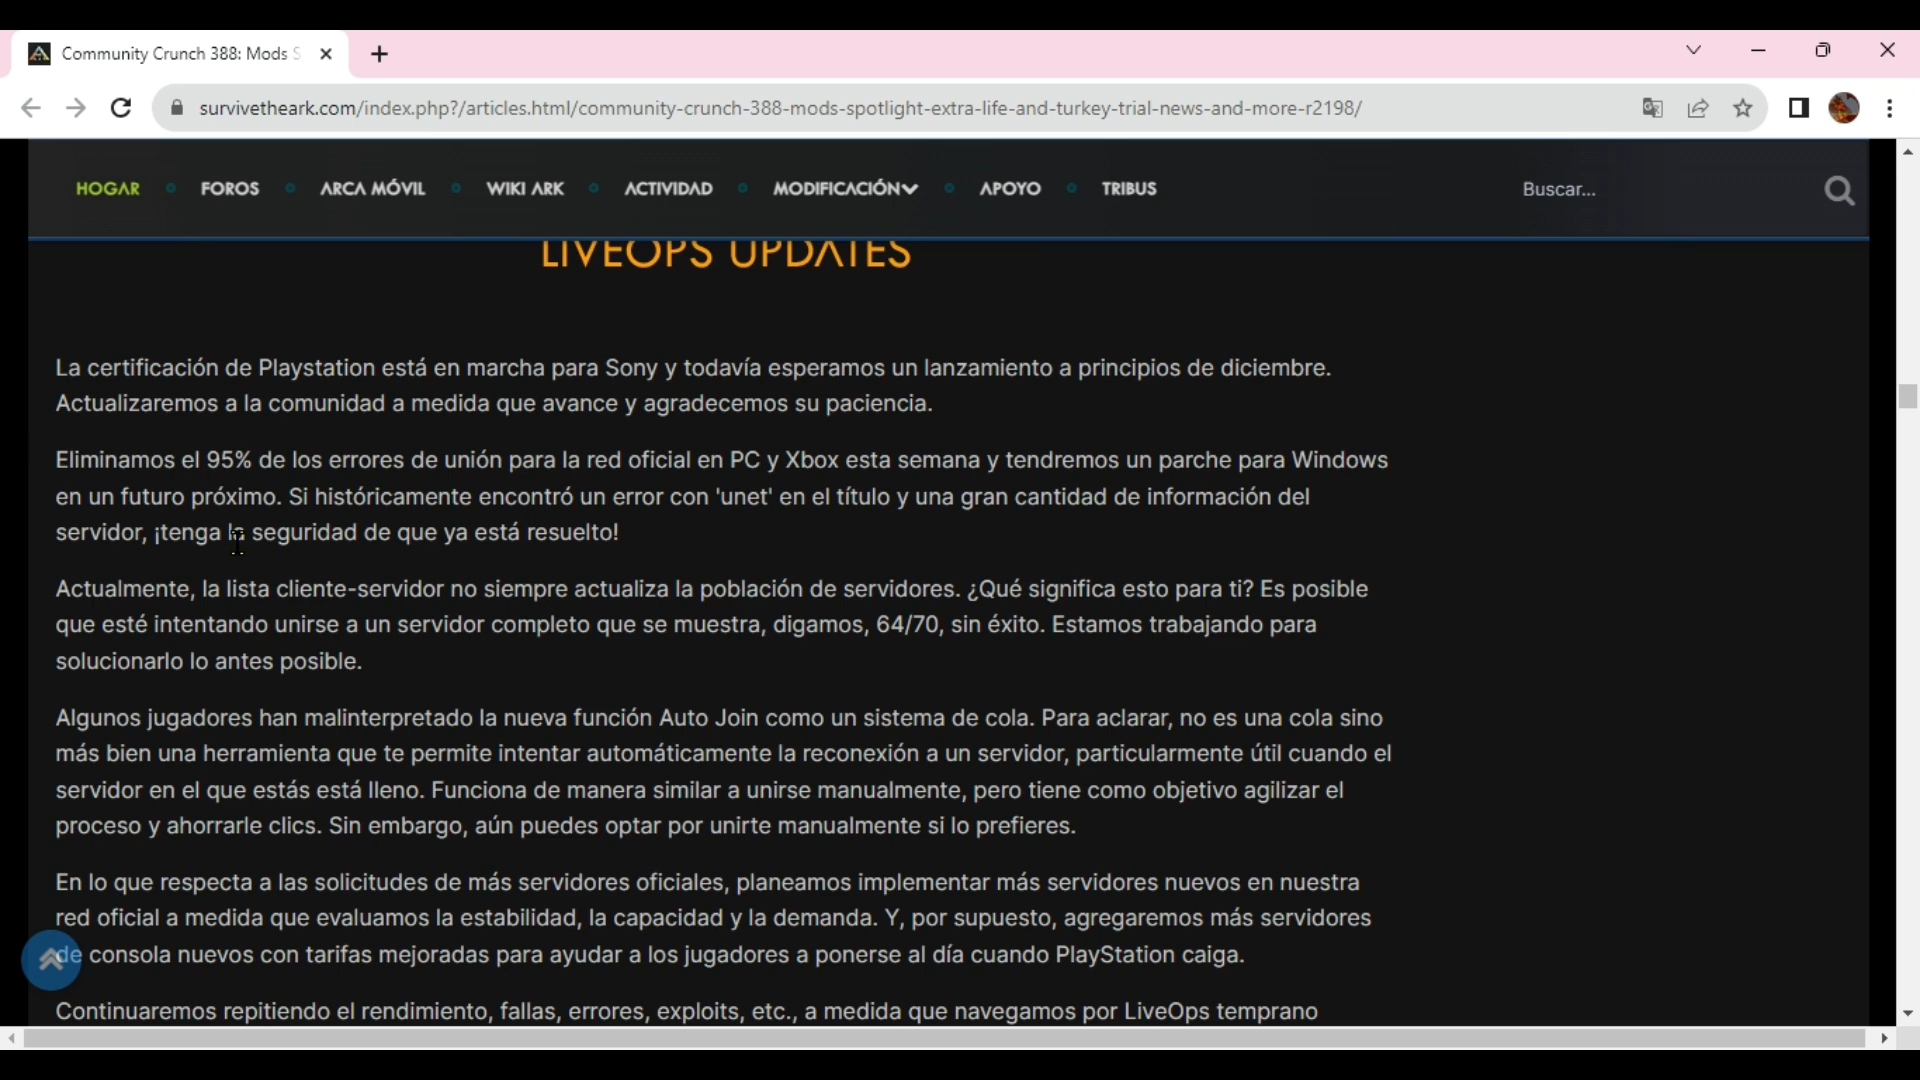 Community Crunch 388: Mods S
survivetheark.com/index.php?/articles.html/community-crunch-388-mods-spotlight-extra-life-and-turkey-trial-news-and-more-r2198/
HOGAR FOROS ARCA MÓVIL WIKI ARK ACTIVIDAD MODIFICACIÓN APOYO TRIBUS Buscar...
LIVEOPS UPDATES
La certificación de Playstation está en marcha para Sony y todavía esperamos un lanzamiento a principios de diciembre.
Actualizaremos a la comunidad a medida que avance y agradecemos su paciencia.
Eliminamos el 95% de los errores de unión para la red oficial en PC y Xbox esta semana y tendremos un parche para Windows
en un futuro próximo. Si históricamente encontró un error con 'unet' en el título y una gran cantidad de información del
servidor, ¡tenga la seguridad de que ya está resuelto!
Actualmente, la lista cliente-servidor no siempre actualiza la población de servidores. ¿Qué significa esto para ti? Es posible
que esté intentando unirse a un servidor completo que se muestra, digamos, 64/70, sin éxito. Estamos trabajando para
solucionarlo lo antes posible.
Algunos jugadores han malinterpretado la nueva función Auto Join como un sistema de cola. Para aclarar, no es una cola sino
más bien una herramienta que te permite intentar automáticamente la reconexión a un servidor, particularmente útil cuando el
servidor en el que estás está lleno. Funciona de manera similar a unirse manualmente, pero tiene como objetivo agilizar el
proceso y ahorrarle clics. Sin embargo, aún puedes optar por unirte manualmente si lo prefieres.
En lo que respecta a las solicitudes de más servidores oficiales, planeamos implementar más servidores nuevos en nuestra
red oficial a medida que evaluamos la estabilidad, la capacidad y la demanda. Y, por supuesto, agregaremos más servidores
de consola nuevos con tarifas mejoradas para ayudar a los jugadores a ponerse al día cuando PlayStation caiga.
Continuaremos repitiendo el rendimiento, fallas, errores, exploits, etc., a medida que navegamos por LiveOps temprano